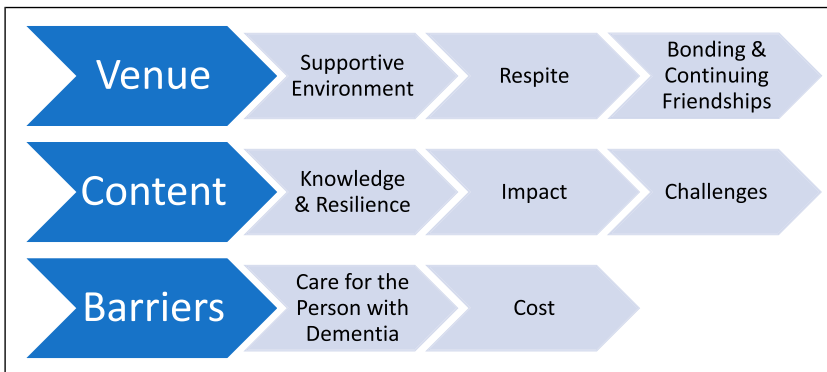 Venue
Supportive
Environment
Respite
Bonding &
Continuing
Friendships
Content
Knowledge
& Resilience
Impact
Challenges
Barriers
Care for the
Person with
Dementia
Cost